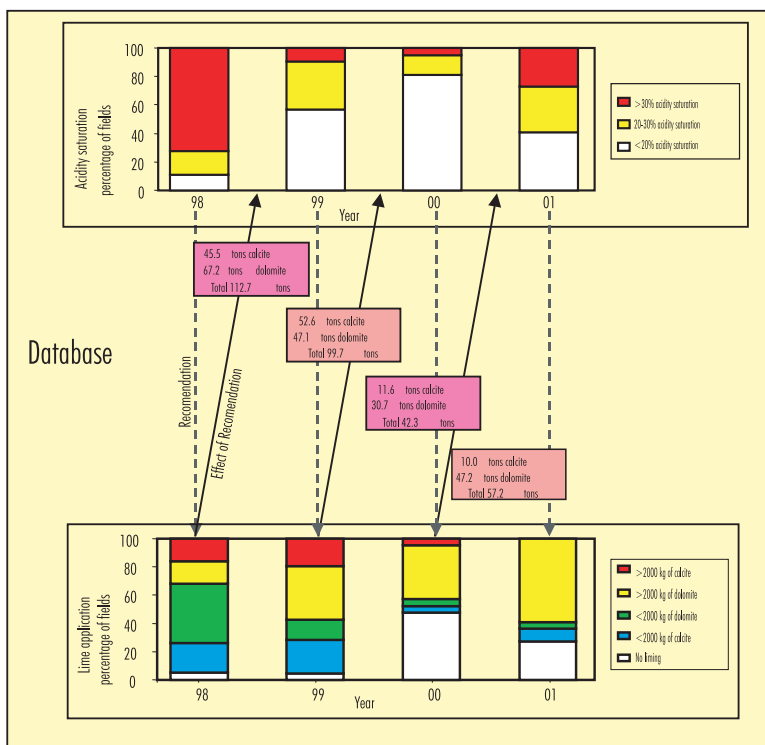 Acidity saturation
percentage of fields
100
80
60
40
20
0
98
99
00
01
Year
>30% acidity saturation
20-30% acidity saturation
<20% acidity saturation
45.5 tons calcite
67.2 tons dolomite
Total 112.7 tons
52.6 tons calcite
47.1 tons dolomite
Total 99.7 tons
Database
Recomendation
Effect of Recomendation
11.6 tons calcite
30.7 tons dolomite
Total 42.3 tons
10.0 tons calcite
47.2 tons dolomite
Total 57.2 tons
Lime application
percentage of fields
100
80
60
40
20
0
98
99
00
01
Year
>2000 kg of calcite
>2000 kg of dolomite
<2000 kg of dolomite
<2000 kg of calcite
No liming